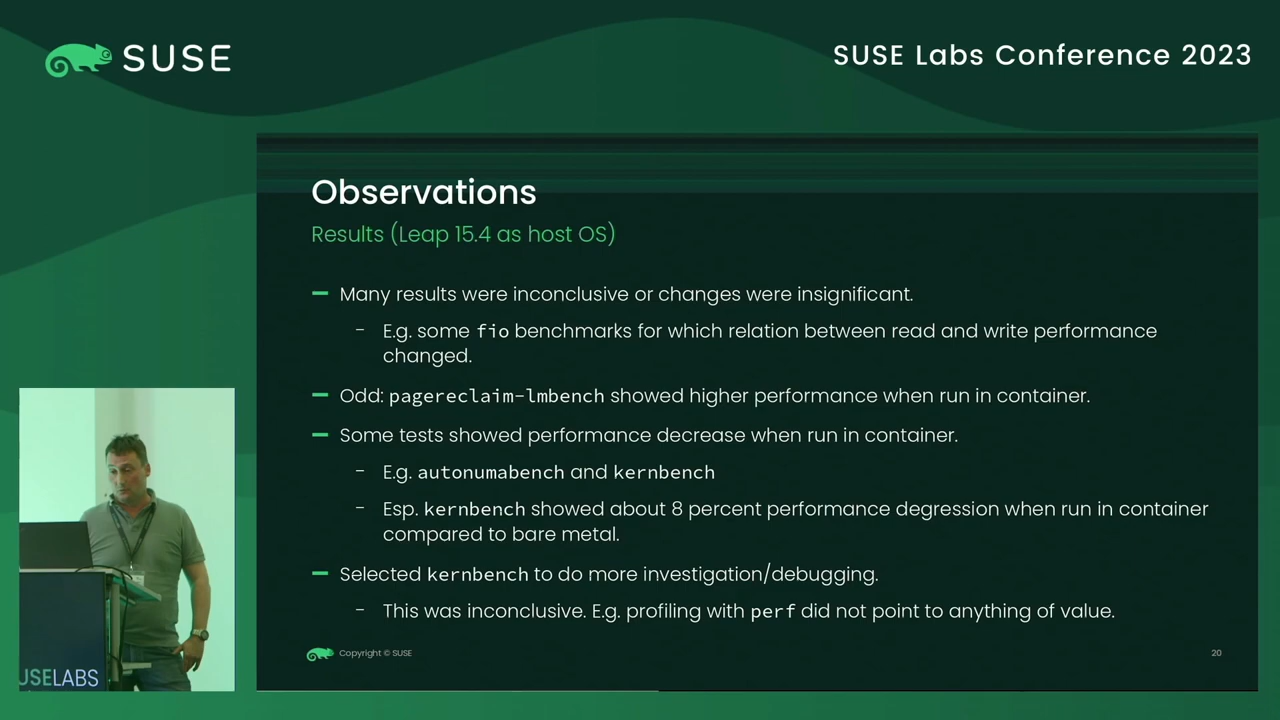 SUSE
SUSE Labs Conference 2023
Observations
Results (Leap 15.4 as host OS)
Many results were inconclusive or changes were insignificant.
- E.g. some fio benchmarks for which relation between read and write performance
changed.
Odd: pagereclaim-lmbench showed higher performance when run in container.
Some tests showed performance decrease when run in container.
- E.g. autonumabench and kernbench
- Esp. kernbench showed about 8 percent performance degression when run in container
compared to bare metal.
Selected kernbench to do more investigation/debugging.
- This was inconclusive. E.g. profiling with perf did not point to anything of value.
Copyright © SUSE
20
USELABS